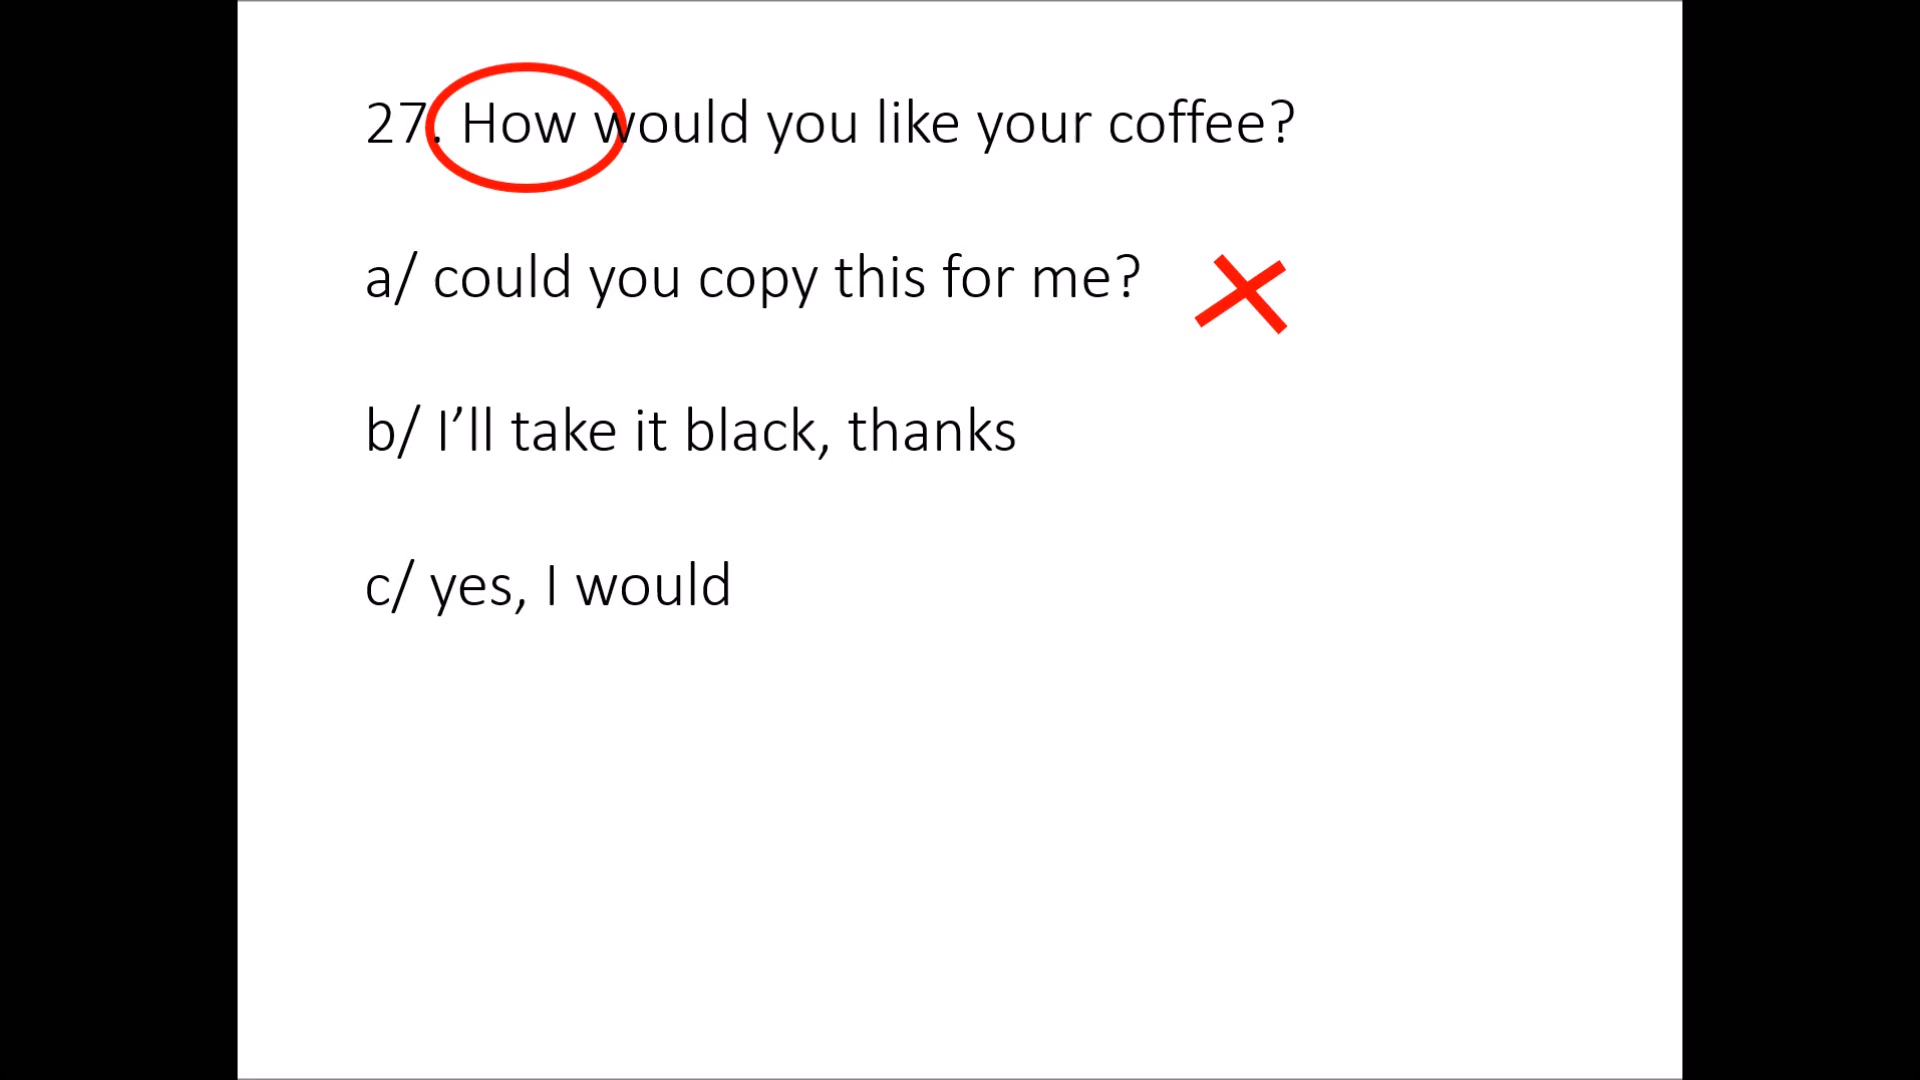 27. How would you like your coffee?
a/ could you copy this for me?
b/ I’ll take it black, thanks
c/ yes, I would